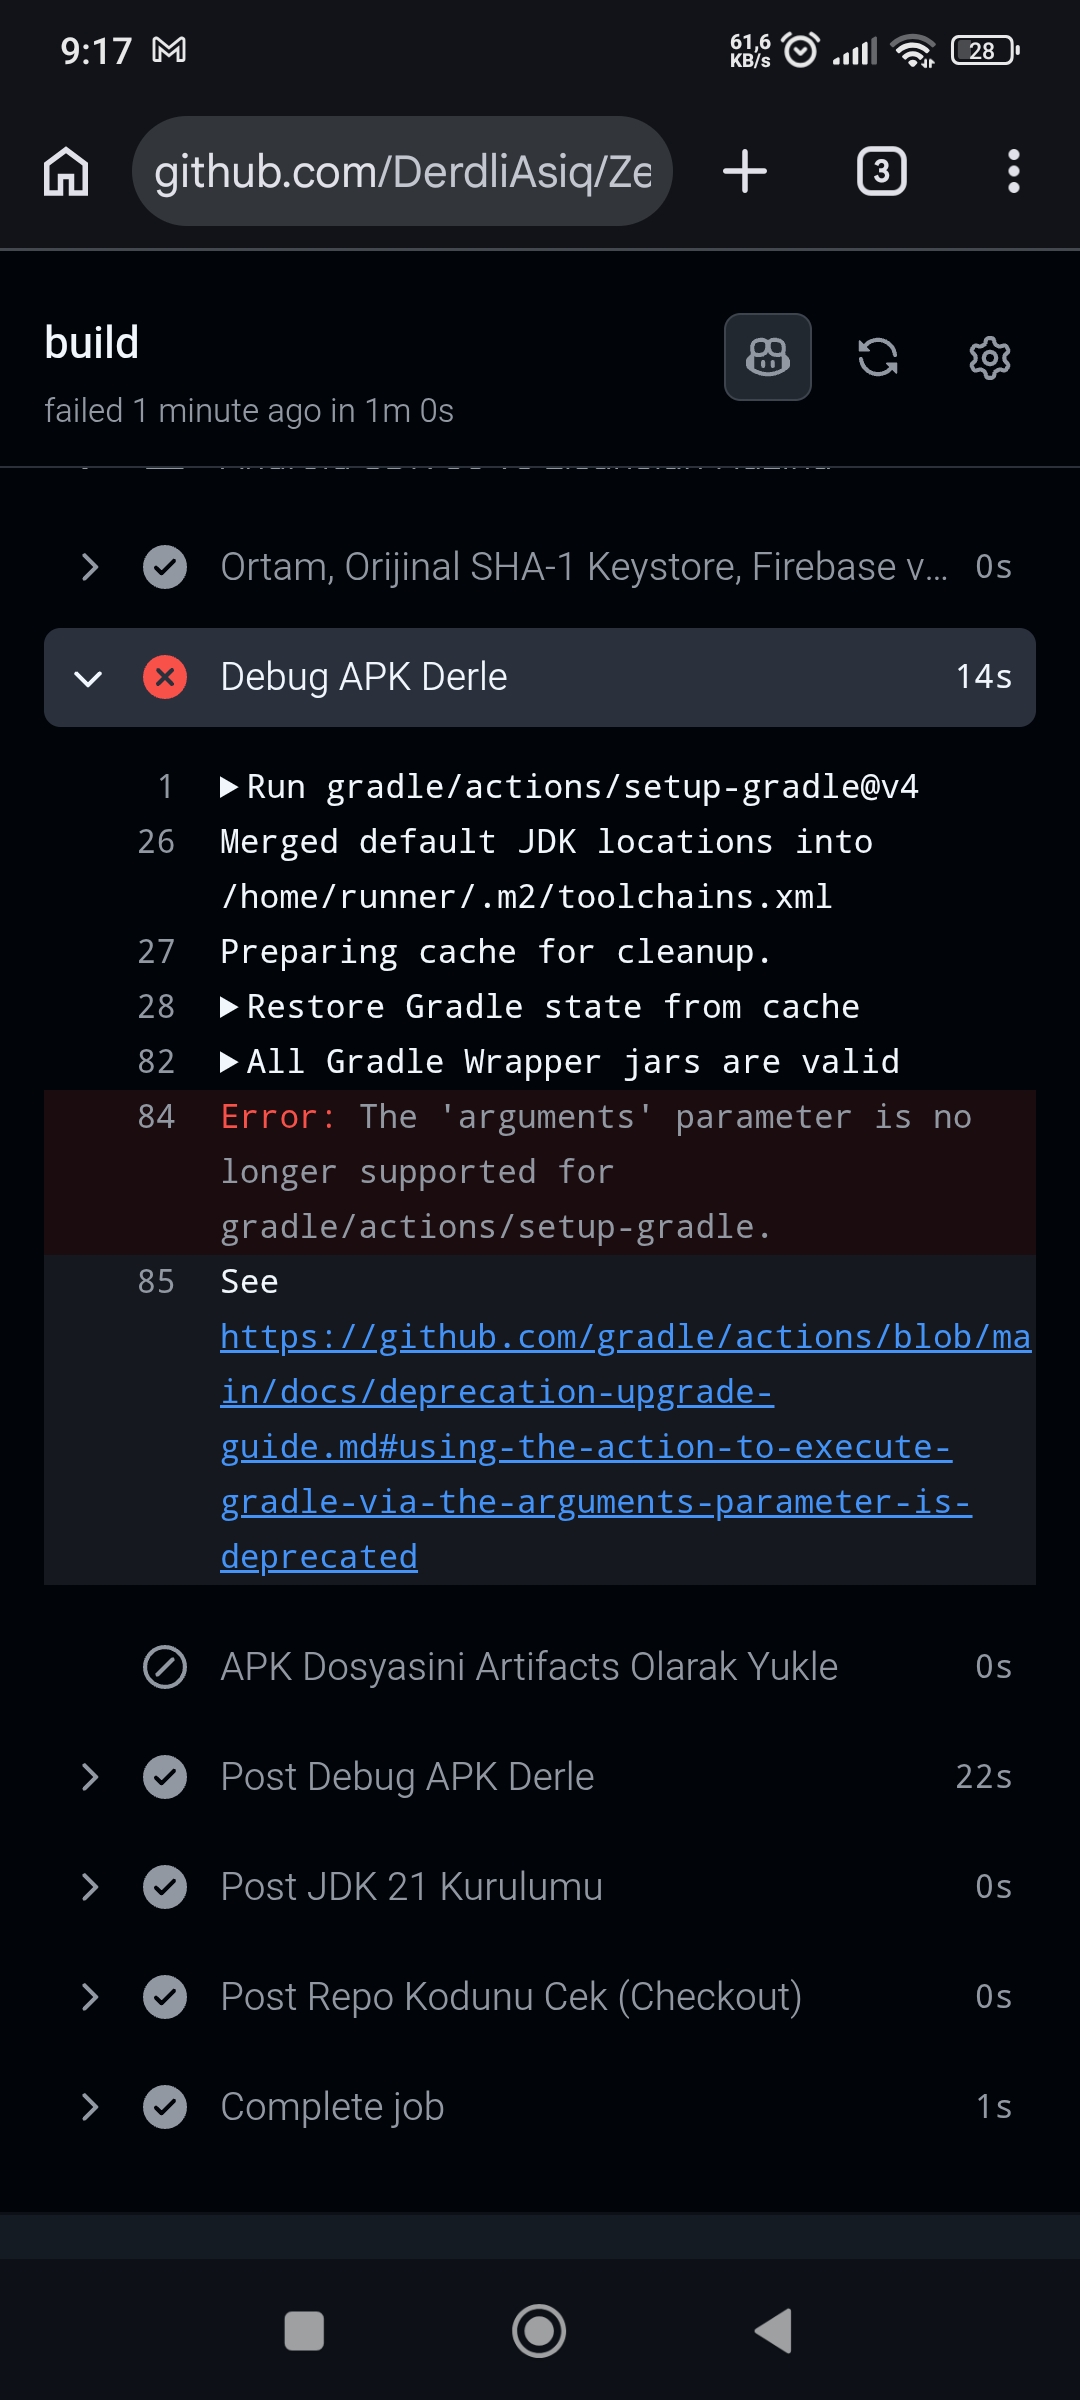 9:17
61,6
KB/s
28
github.com/DerdliAsiq/Ze
3
build
failed 1 minute ago in 1m 0s
Ortam, Orijinal SHA-1 Keystore, Firebase v... 0s
Debug APK Derle 14s
1 Run gradle/actions/setup-gradle@v4
26 Merged default JDK locations into
/home/runner/.m2/toolchains.xml
27 Preparing cache for cleanup.
28 Restore Gradle state from cache
82 All Gradle Wrapper jars are valid
84 Error: The 'arguments' parameter is no
longer supported for
gradle/actions/setup-gradle.
85 See
https://github.com/gradle/actions/blob/ma
in/docs/deprecation-upgrade-
guide.md#using-the-action-to-execute-
gradle-via-the-arguments-parameter-is-
deprecated
APK Dosyasini Artifacts Olarak Yukle 0s
Post Debug APK Derle 22s
Post JDK 21 Kurulumu 0s
Post Repo Kodunu Cek (Checkout) 0s
Complete job 1s